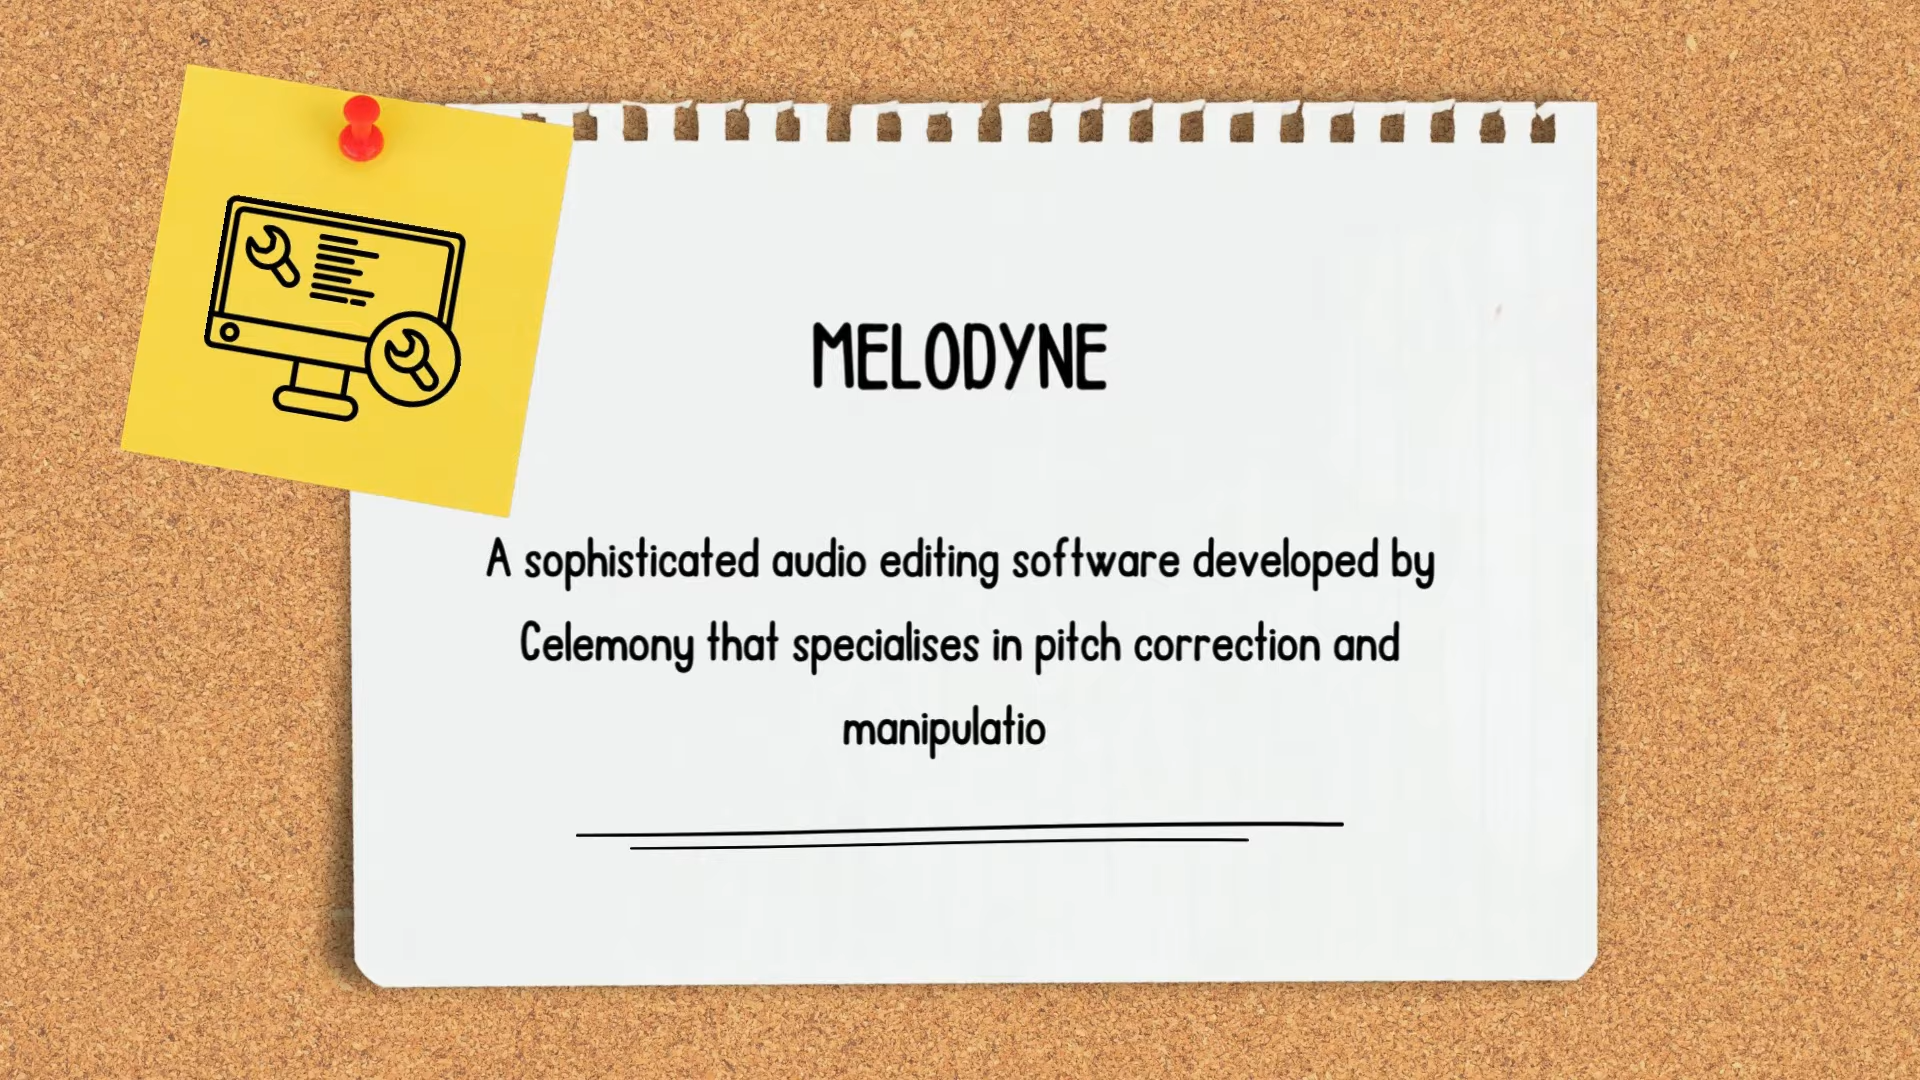 MELODYNE
A sophisticated audio editing software developed by
Celemony that specialises in pitch correction and
manipulatio